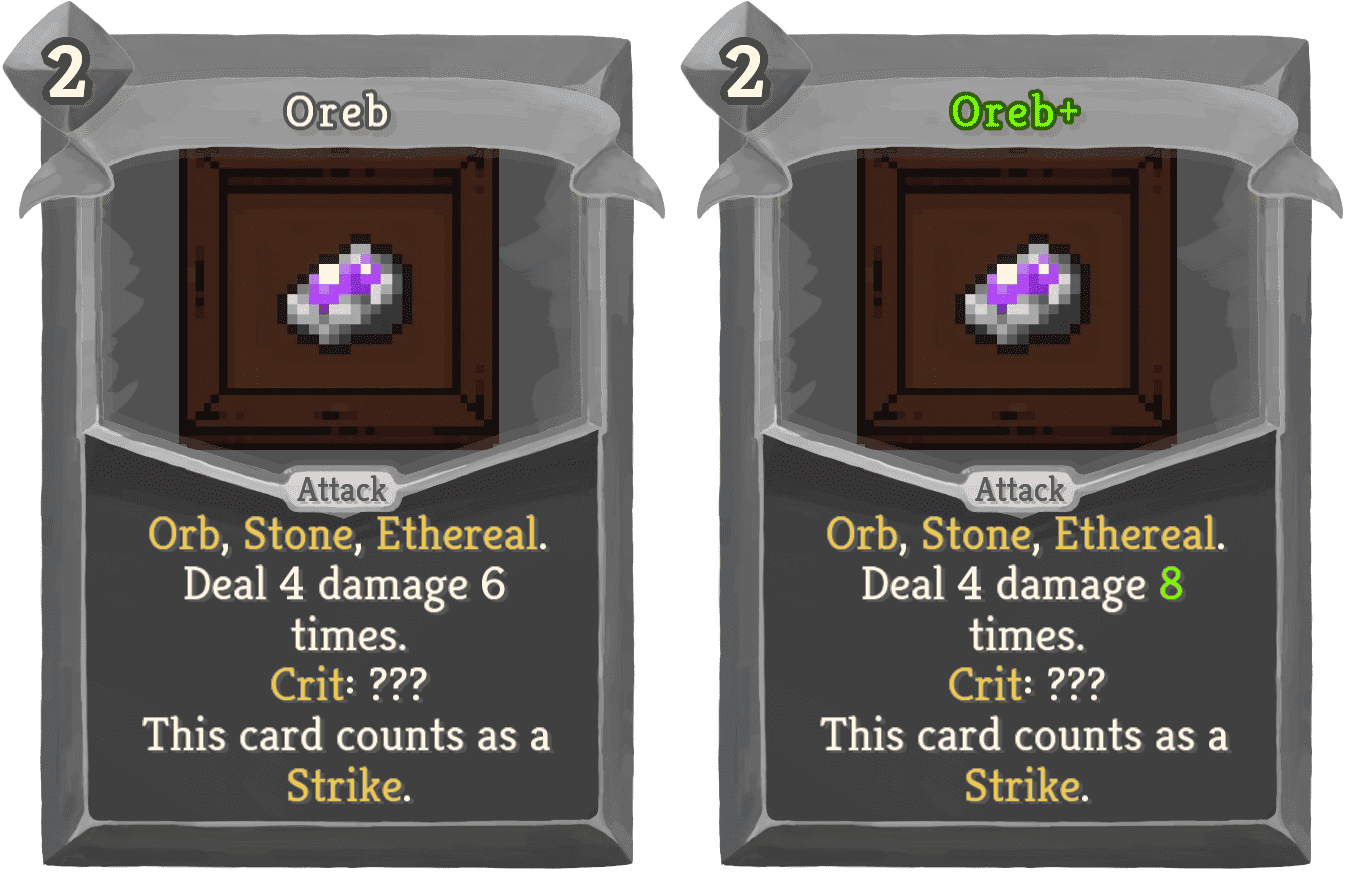 2
Oreb
Attack
Orb, Stone, Ethereal.
Deal 4 damage 6
times.
Crit: ???
This card counts as a
Strike.
2
Oreb+
Attack
Orb, Stone, Ethereal.
Deal 4 damage 8
times.
Crit: ???
This card counts as a
Strike.